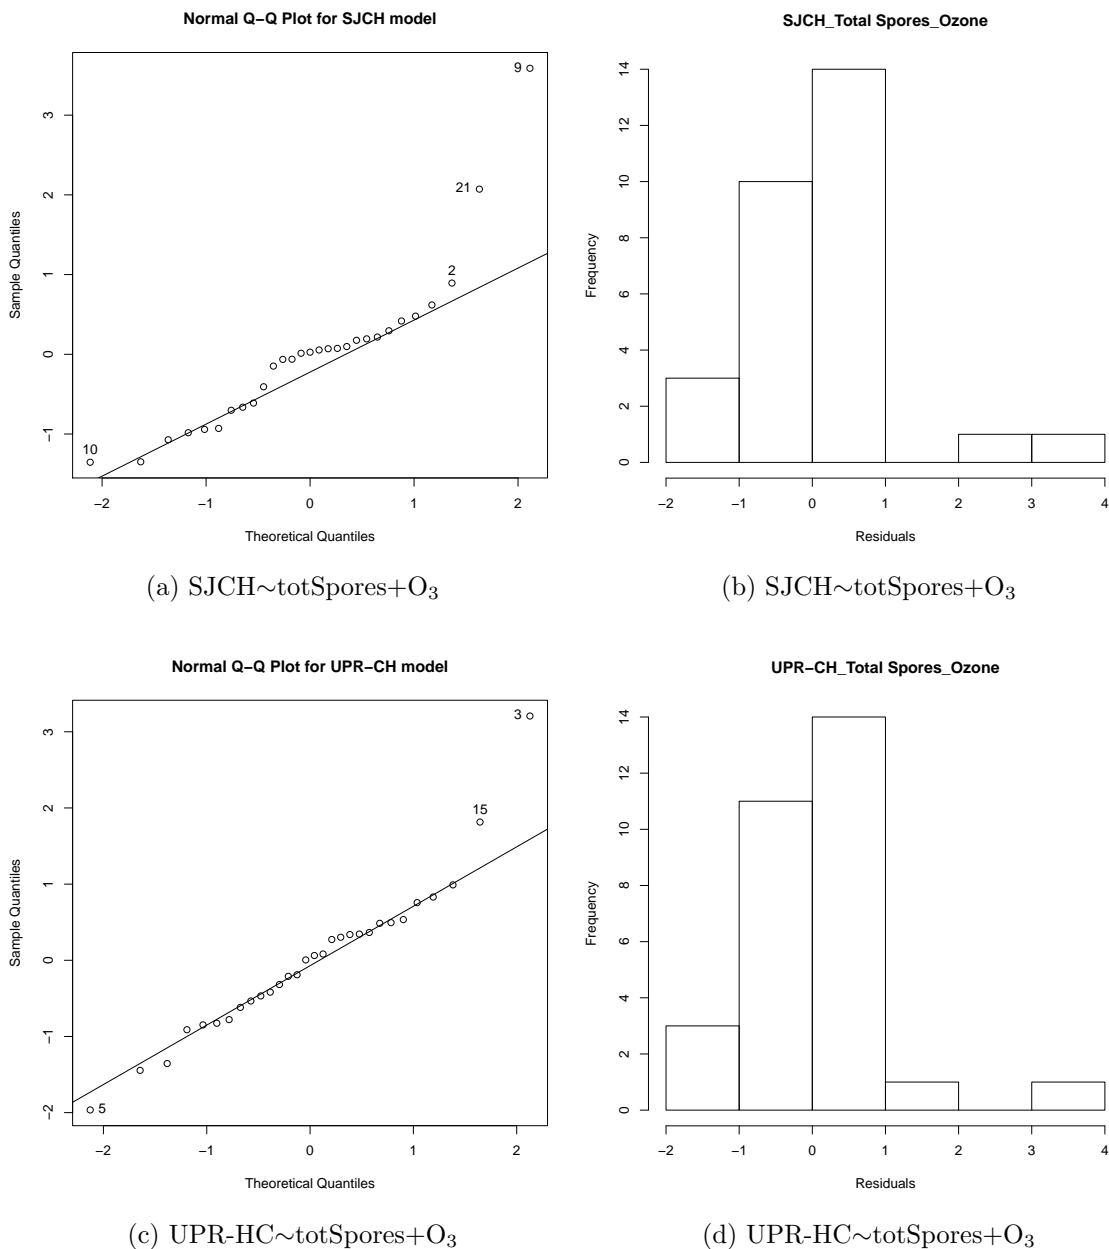 Normal Q−Q Plot for SJCH model
9
21
2
10
3
2
1
0
−1
Sample Quantiles
−2 −1 0 1 2
Theoretical Quantiles
(a) SJCH∼totSpores+O₃
SJCH_Total Spores_Ozone
14
12
10
8
6
4
2
0
Frequency
−2 −1 0 1 2 3 4
Residuals
(b) SJCH∼totSpores+O₃
Normal Q−Q Plot for UPR−CH model
3
15
5
3
2
1
0
−1
−2
Sample Quantiles
−2 −1 0 1 2
Theoretical Quantiles
(c) UPR-HC∼totSpores+O₃
UPR−CH_Total Spores_Ozone
14
12
10
8
6
4
2
0
Frequency
−2 −1 0 1 2 3 4
Residuals
(d) UPR-HC∼totSpores+O₃